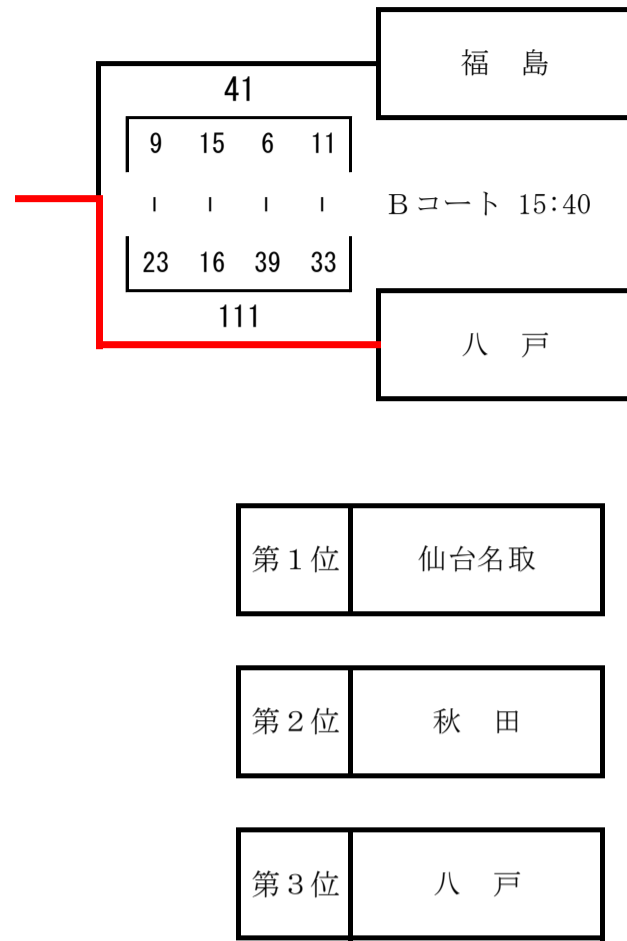 福 島
41
9 15 6 11
- - - -
Bコート 15:40
23 16 39 33
111
八 戸
第1位 仙台名取
第2位 秋 田
第3位 八 戸